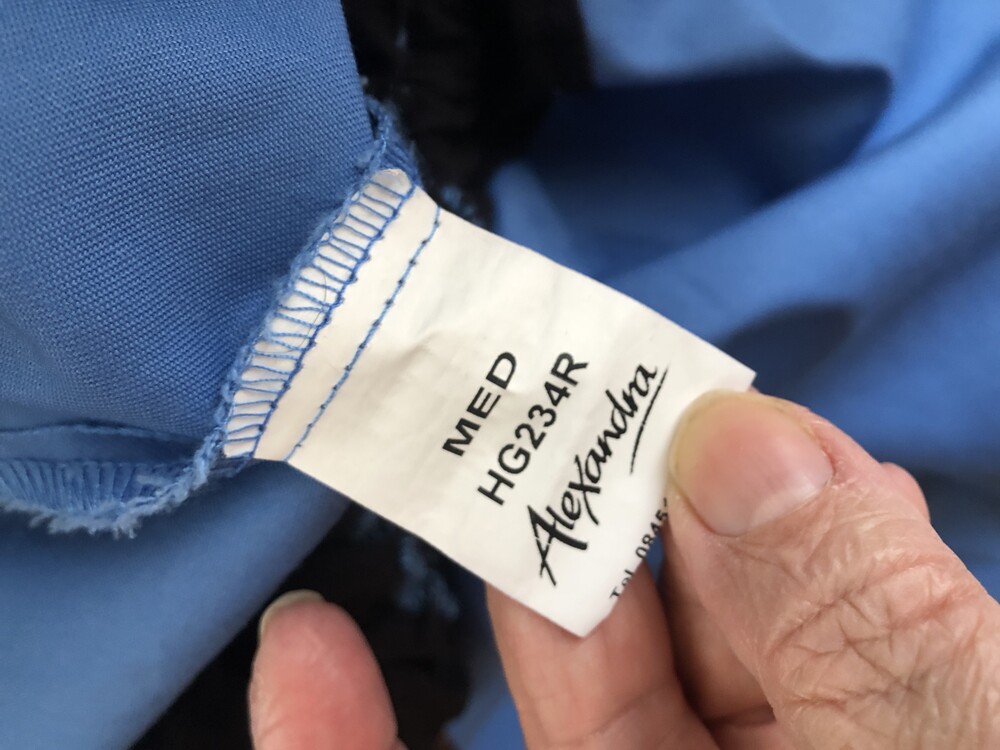 MED
HG234R
Alexandra
Tel 0845